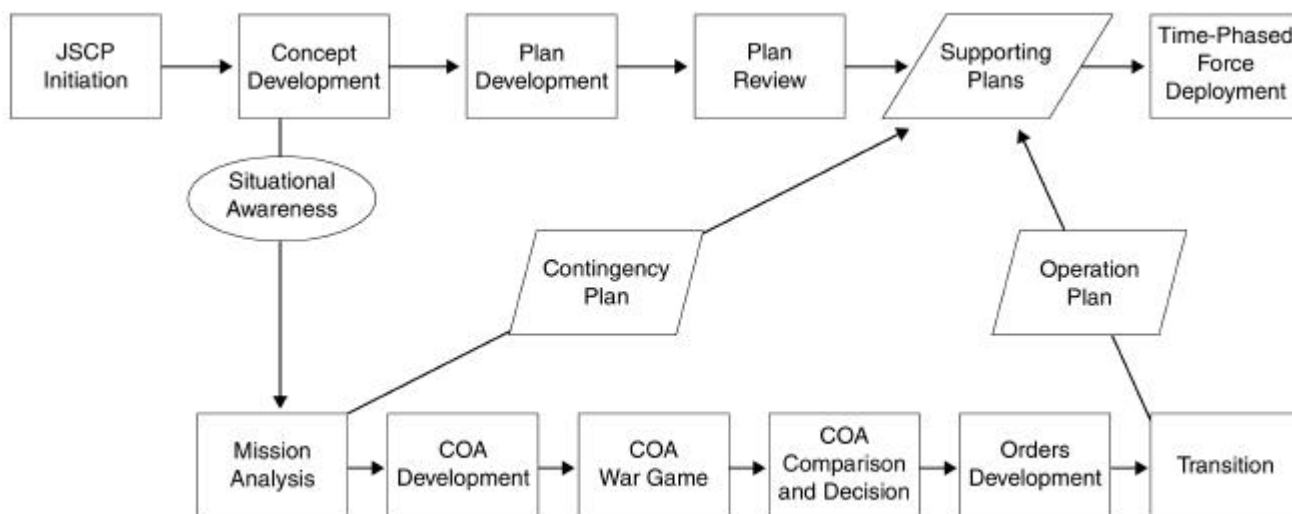 JSCP
Initiation
Concept
Development
Plan
Development
Plan
Review
Supporting
Plans
Time-Phased
Force
Deployment
Situational
Awareness
Contingency
Plan
Operation
Plan
Mission
Analysis
COA
Development
COA
War Game
COA
Comparison
and Decision
Orders
Development
Transition